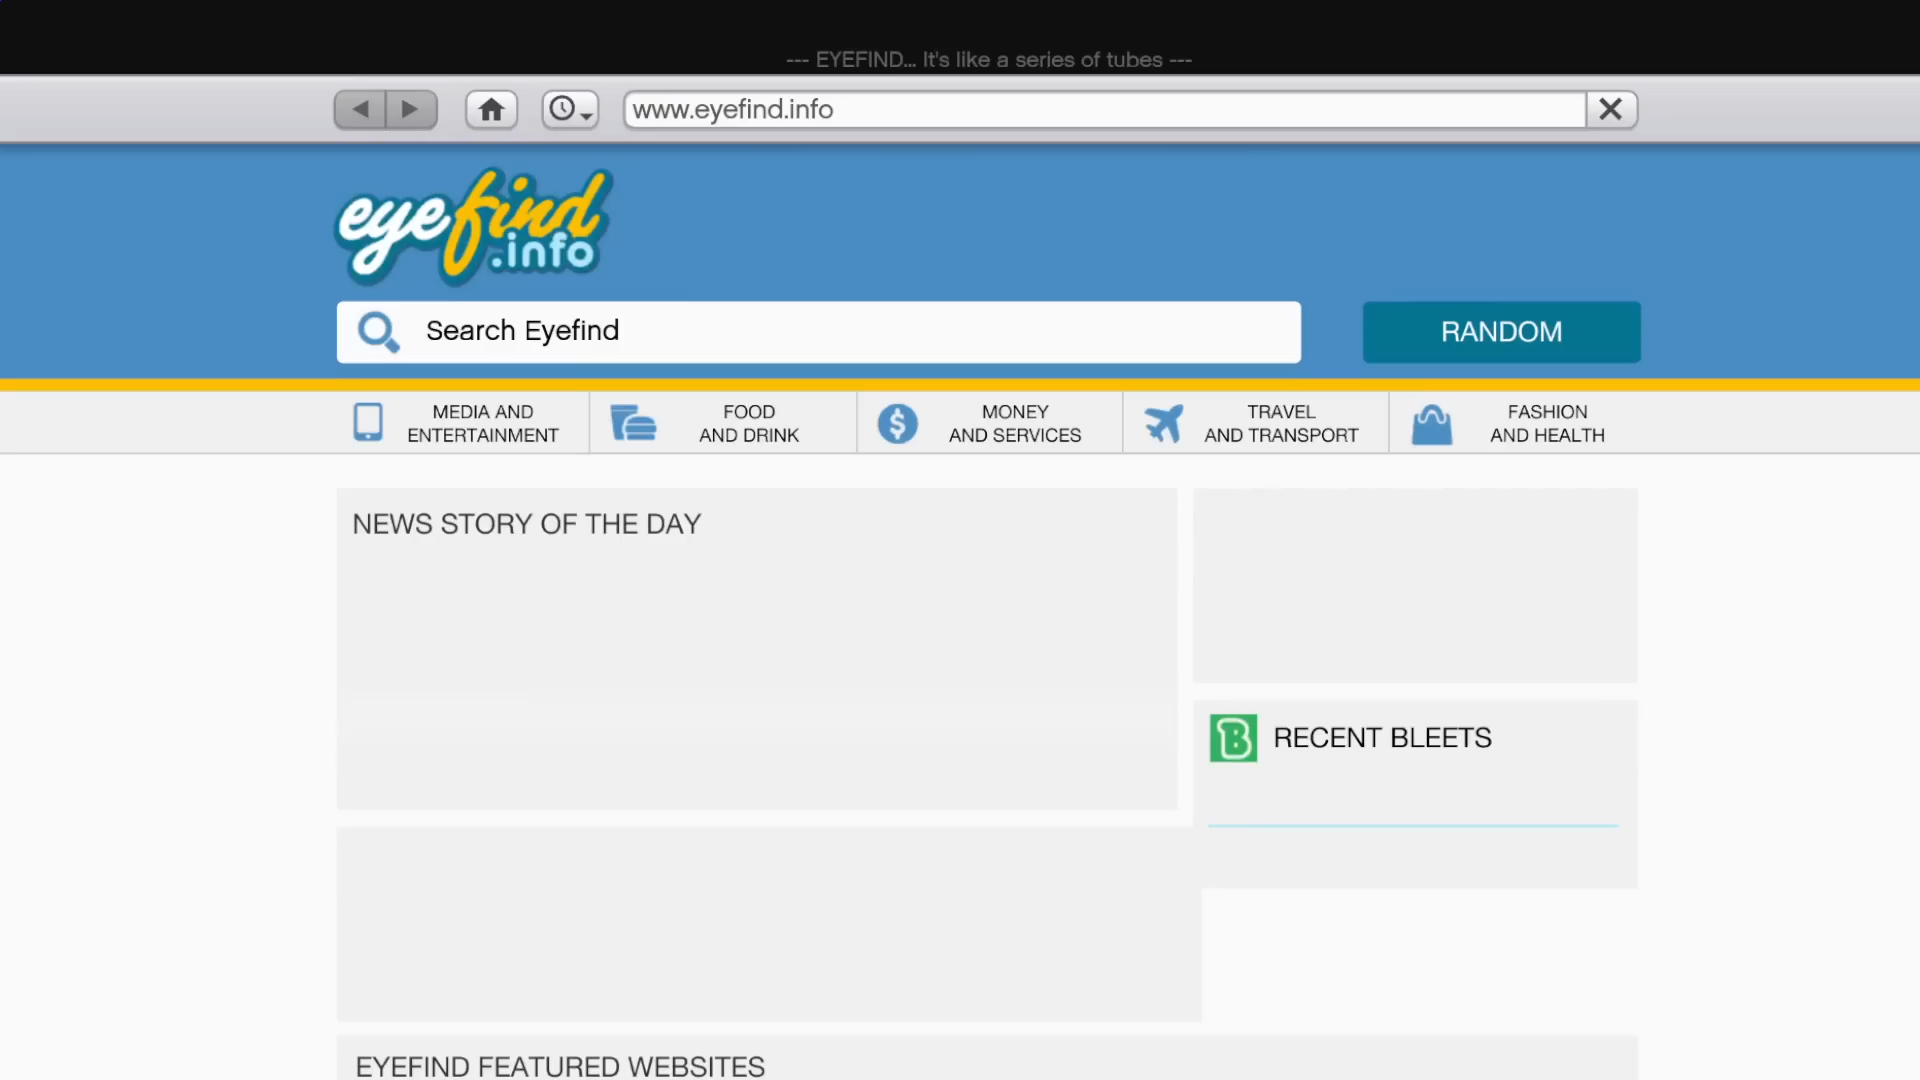 --- EYEFIND... It's like a series of tubes ---
www.eyefind.info
eyefind
.info
Search Eyefind
RANDOM
MEDIA AND
ENTERTAINMENT
FOOD
AND DRINK
MONEY
AND SERVICES
TRAVEL
AND TRANSPORT
FASHION
AND HEALTH
NEWS STORY OF THE DAY
B
RECENT BLEETS
EYEFIND FEATURED WEBSITES